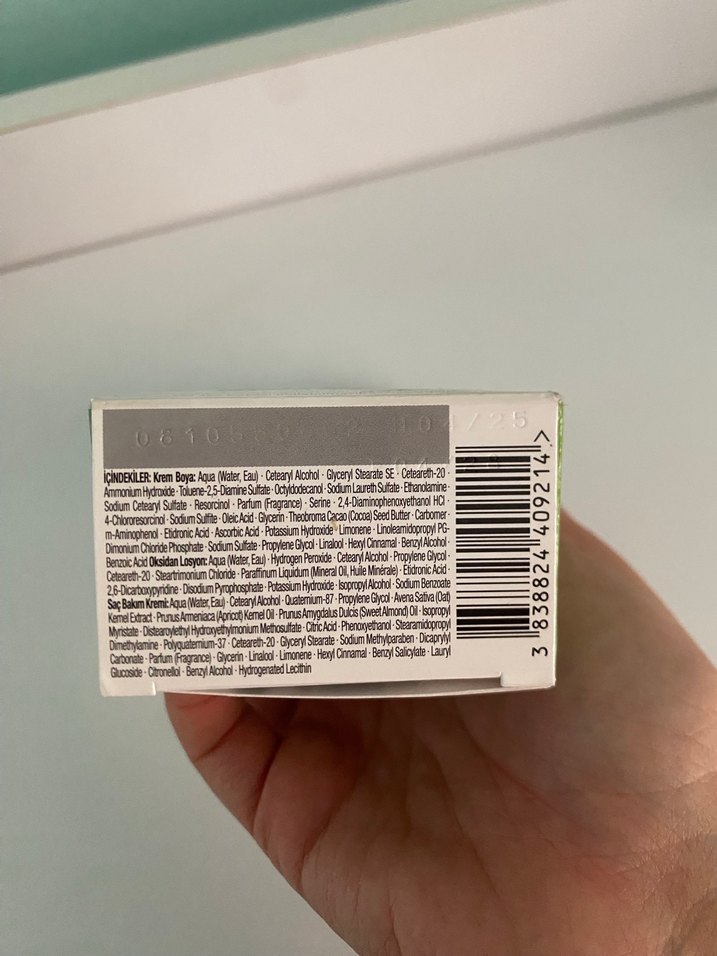 04/25
İÇİNDEKİLER: Krem Boya: Aqua (Water, Eau) · Cetearyl Alcohol · Glyceryl Stearate SE · Ceteareth-20 ·
Ammonium Hydroxide · Toluene-2,5-Diamine Sulfate · Octyldodecanol · Sodium Laureth Sulfate · Ethanolamine ·
Sodium Cetearyl Sulfate · Resorcinol · Parfum (Fragrance) · Serine · 2,4-Diaminophenoxyethanol HCl ·
4-Chlororesorcinol · Sodium Sulfite · Oleic Acid · Glycerin · Theobroma Cacao (Cocoa) Seed Butter · Carbomer ·
m-Aminophenol · Etidronic Acid · Ascorbic Acid · Potassium Hydroxide · Limonene · Linoleamidopropyl PG-
Dimonium Chloride Phosphate · Sodium Sulfate · Propylene Glycol · Linalool · Hexyl Cinnamal · Benzyl Alcohol ·
Benzoic Acid Oksidan Losyon: Aqua (Water, Eau) · Hydrogen Peroxide · Cetearyl Alcohol · Propylene Glycol ·
Ceteareth-20 · Steartrimonium Chloride · Paraffinum Liquidum (Mineral Oil, Huile Minérale) · Etidronic Acid ·
2,6-Dicarboxypyridine · Disodium Pyrophosphate · Potassium Hydroxide · Isopropyl Alcohol · Sodium Benzoate
Saç Bakım Kremi: Aqua (Water, Eau) · Cetearyl Alcohol · Quaternium-87 · Propylene Glycol · Avena Sativa (Oat)
Kernel Extract · Prunus Armeniaca (Apricot) Kernel Oil · Prunus Amygdalus Dulcis (Sweet Almond) Oil · Isopropyl
Myristate · Distearoylethyl Hydroxyethylmonium Methosulfate · Citric Acid · Phenoxyethanol · Stearamidopropyl
Dimethylamine · Polyquaternium-37 · Ceteareth-20 · Glyceryl Stearate · Sodium Methylparaben · Dicaprylyl
Carbonate · Parfum (Fragrance) · Glycerin · Linalool · Limonene · Hexyl Cinnamal · Benzyl Salicylate · Lauryl
Glucoside · Citronellol · Benzyl Alcohol · Hydrogenated Lecithin
3 838824 409214 >